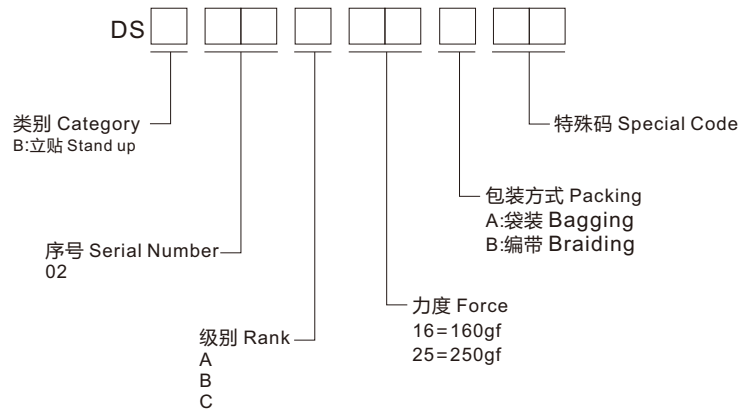 DS
类别 Category
B:立贴 Stand up
特殊码 Special Code
包装方式 Packing
A:袋装 Bagging
B:编带 Braiding
序号 Serial Number
02
力度 Force
16=160gf
25=250gf
级别 Rank
A
B
C